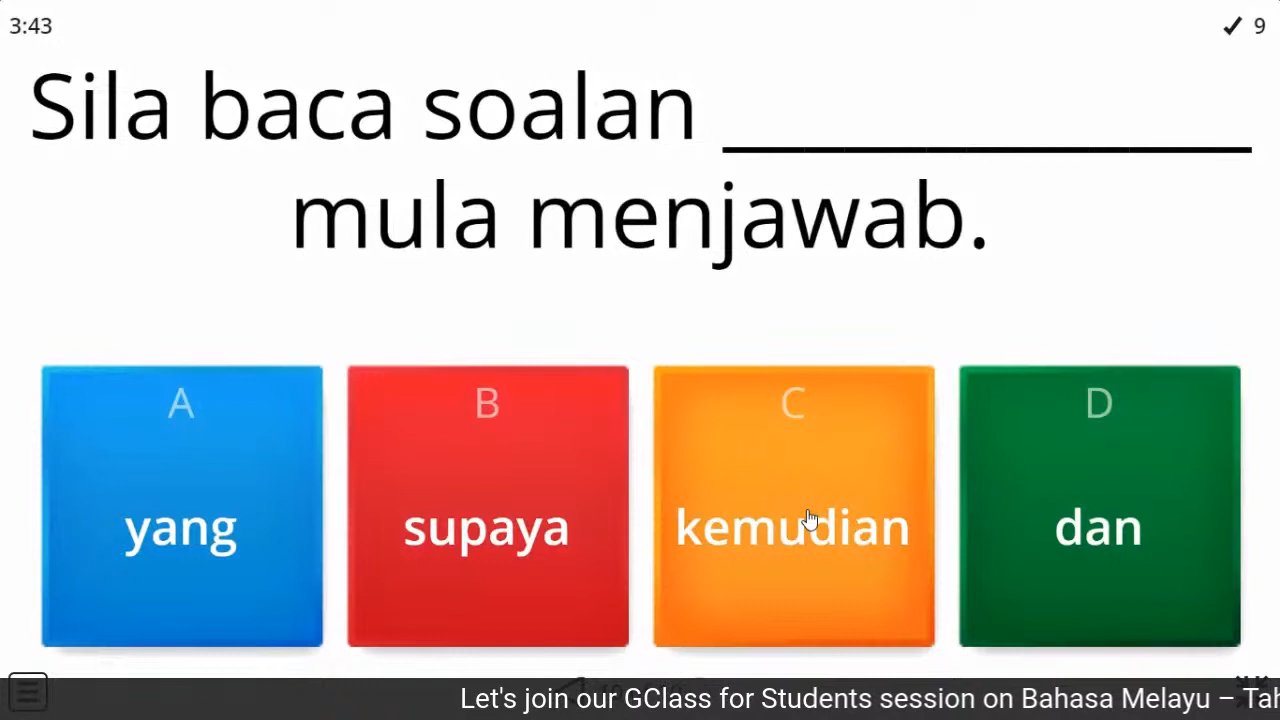 3:43
✓ 9
Sila baca soalan _____________
mula menjawab.
A
B
C
D
yang
supaya
kemudian
dan
Let's join our GClass for Students session on Bahasa Melayu – Tah